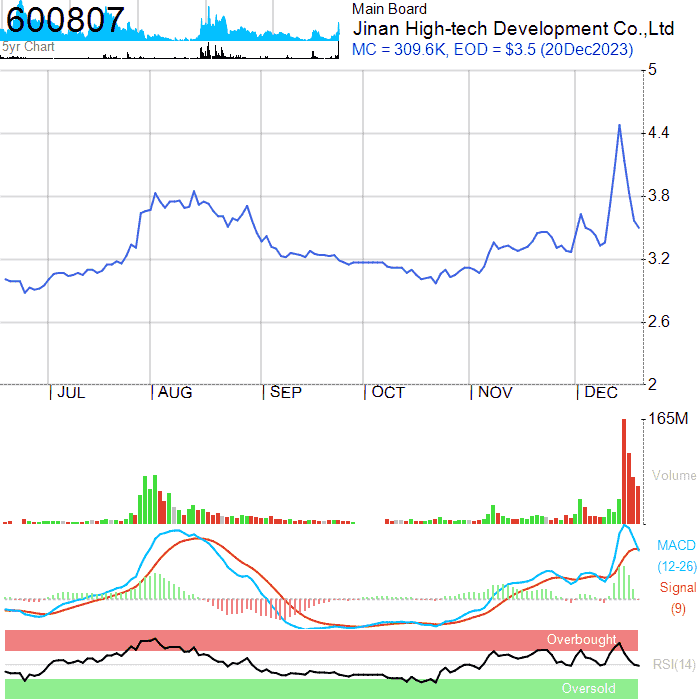 600807
5yr Chart
Main Board
Jinan High-tech Development Co.,Ltd
MC = 309.6K, EOD = $3.5 (20Dec2023)
5
4.4
3.8
3.2
2.6
2
JUL AUG SEP OCT NOV DEC
165M
Volume
MACD
(12-26)
Signal
(9)
Overbought
RSI(14)
Oversold